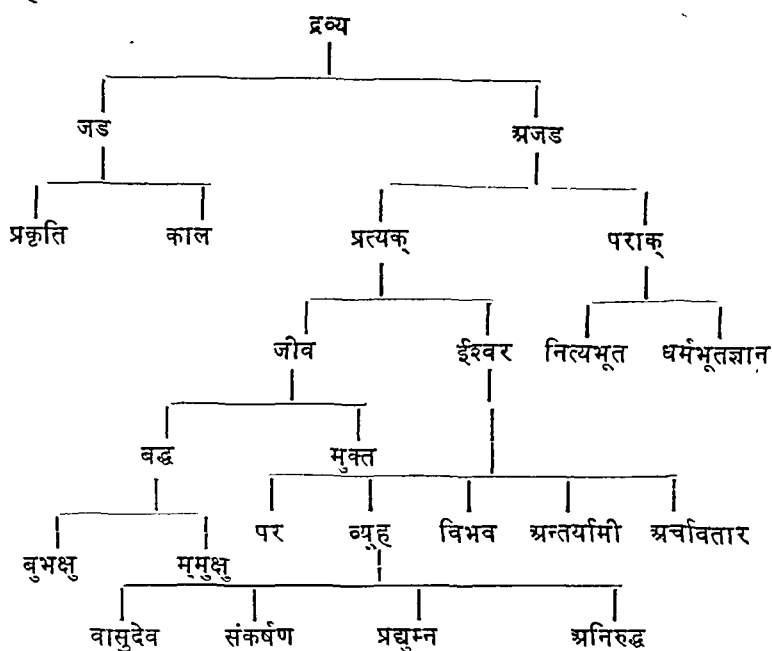 द्रव्य
जड अजड
प्रकृति काल प्रत्यक् पराक्
जीव ईश्वर नित्यभूत धर्मभूतज्ञान
बद्ध मुक्त
पर व्यूह विभव अन्तर्यामी अर्चावतार
बुभक्षु मुमुक्षु
वासुदेव संकर्षण प्रद्युम्न अनिरुद्ध